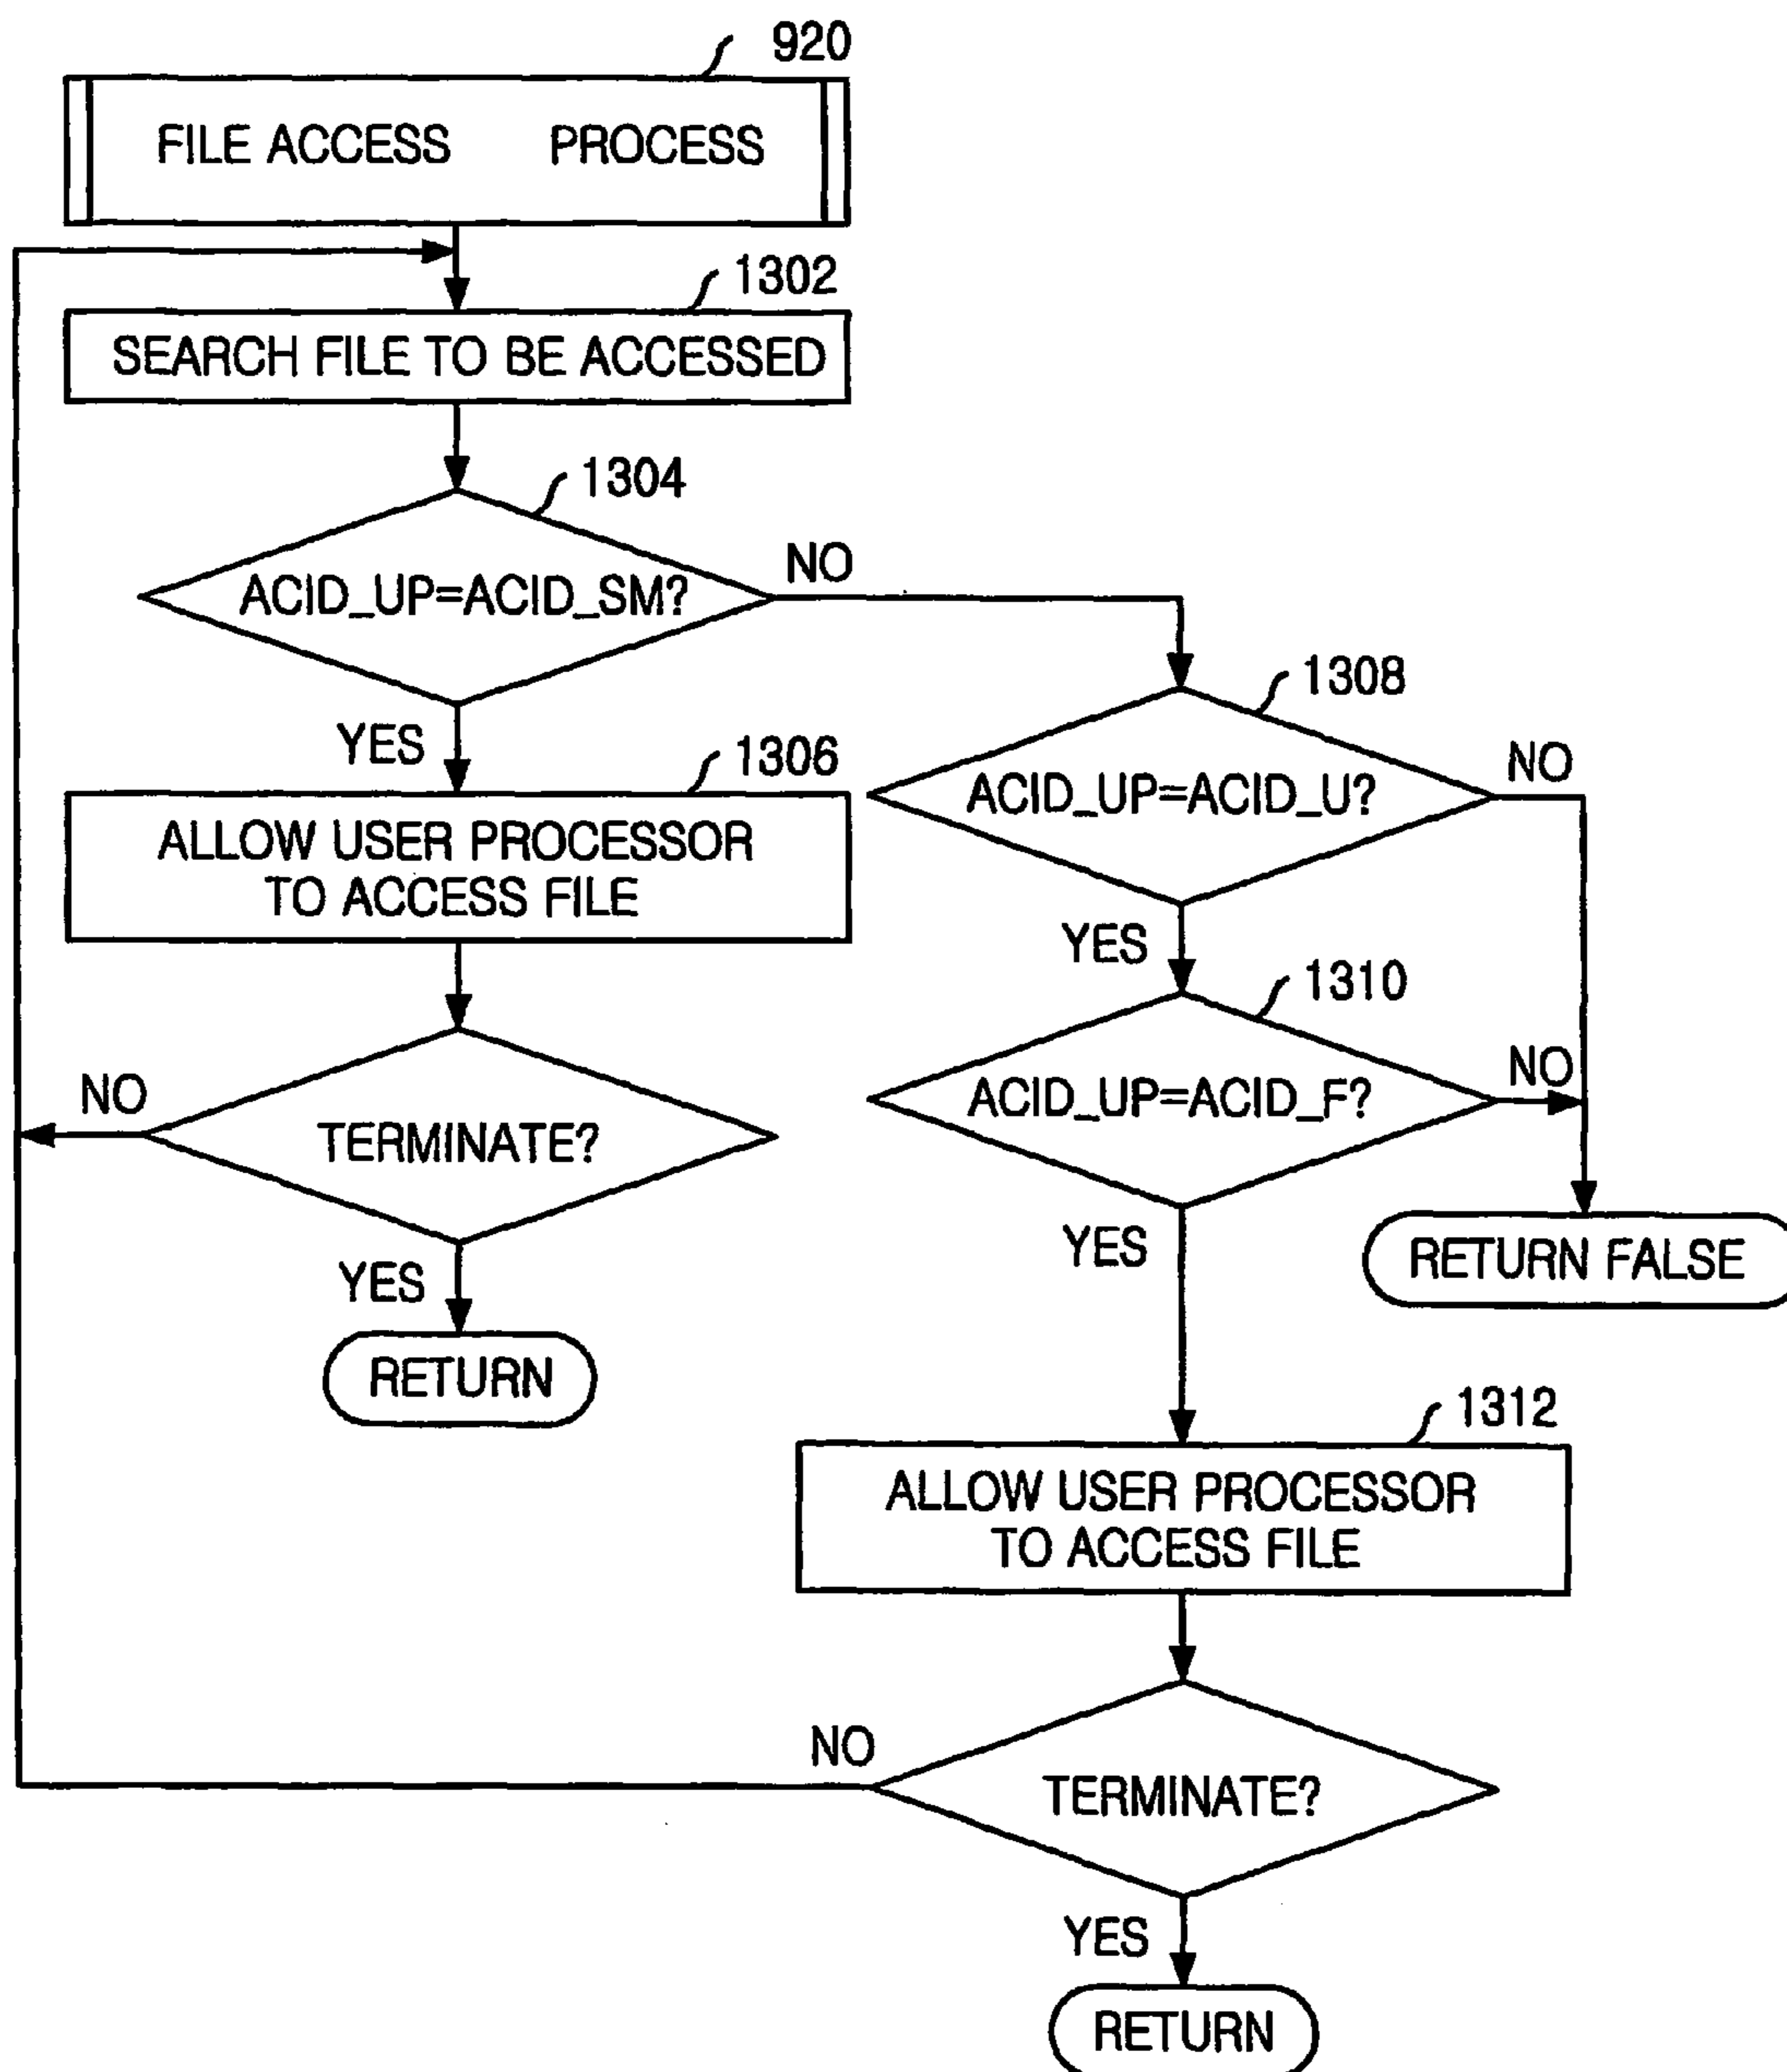 920
FILE ACCESS PROCESS
1302
SEARCH FILE TO BE ACCESSED
1304
ACID_UP=ACID_SM?
NO
YES
1306
ALLOW USER PROCESSOR
TO ACCESS FILE
TERMINATE?
NO
YES
RETURN
1308
ACID_UP=ACID_U?
NO
YES
1310
ACID_UP=ACID_F?
NO
YES
RETURN FALSE
1312
ALLOW USER PROCESSOR
TO ACCESS FILE
TERMINATE?
NO
YES
RETURN